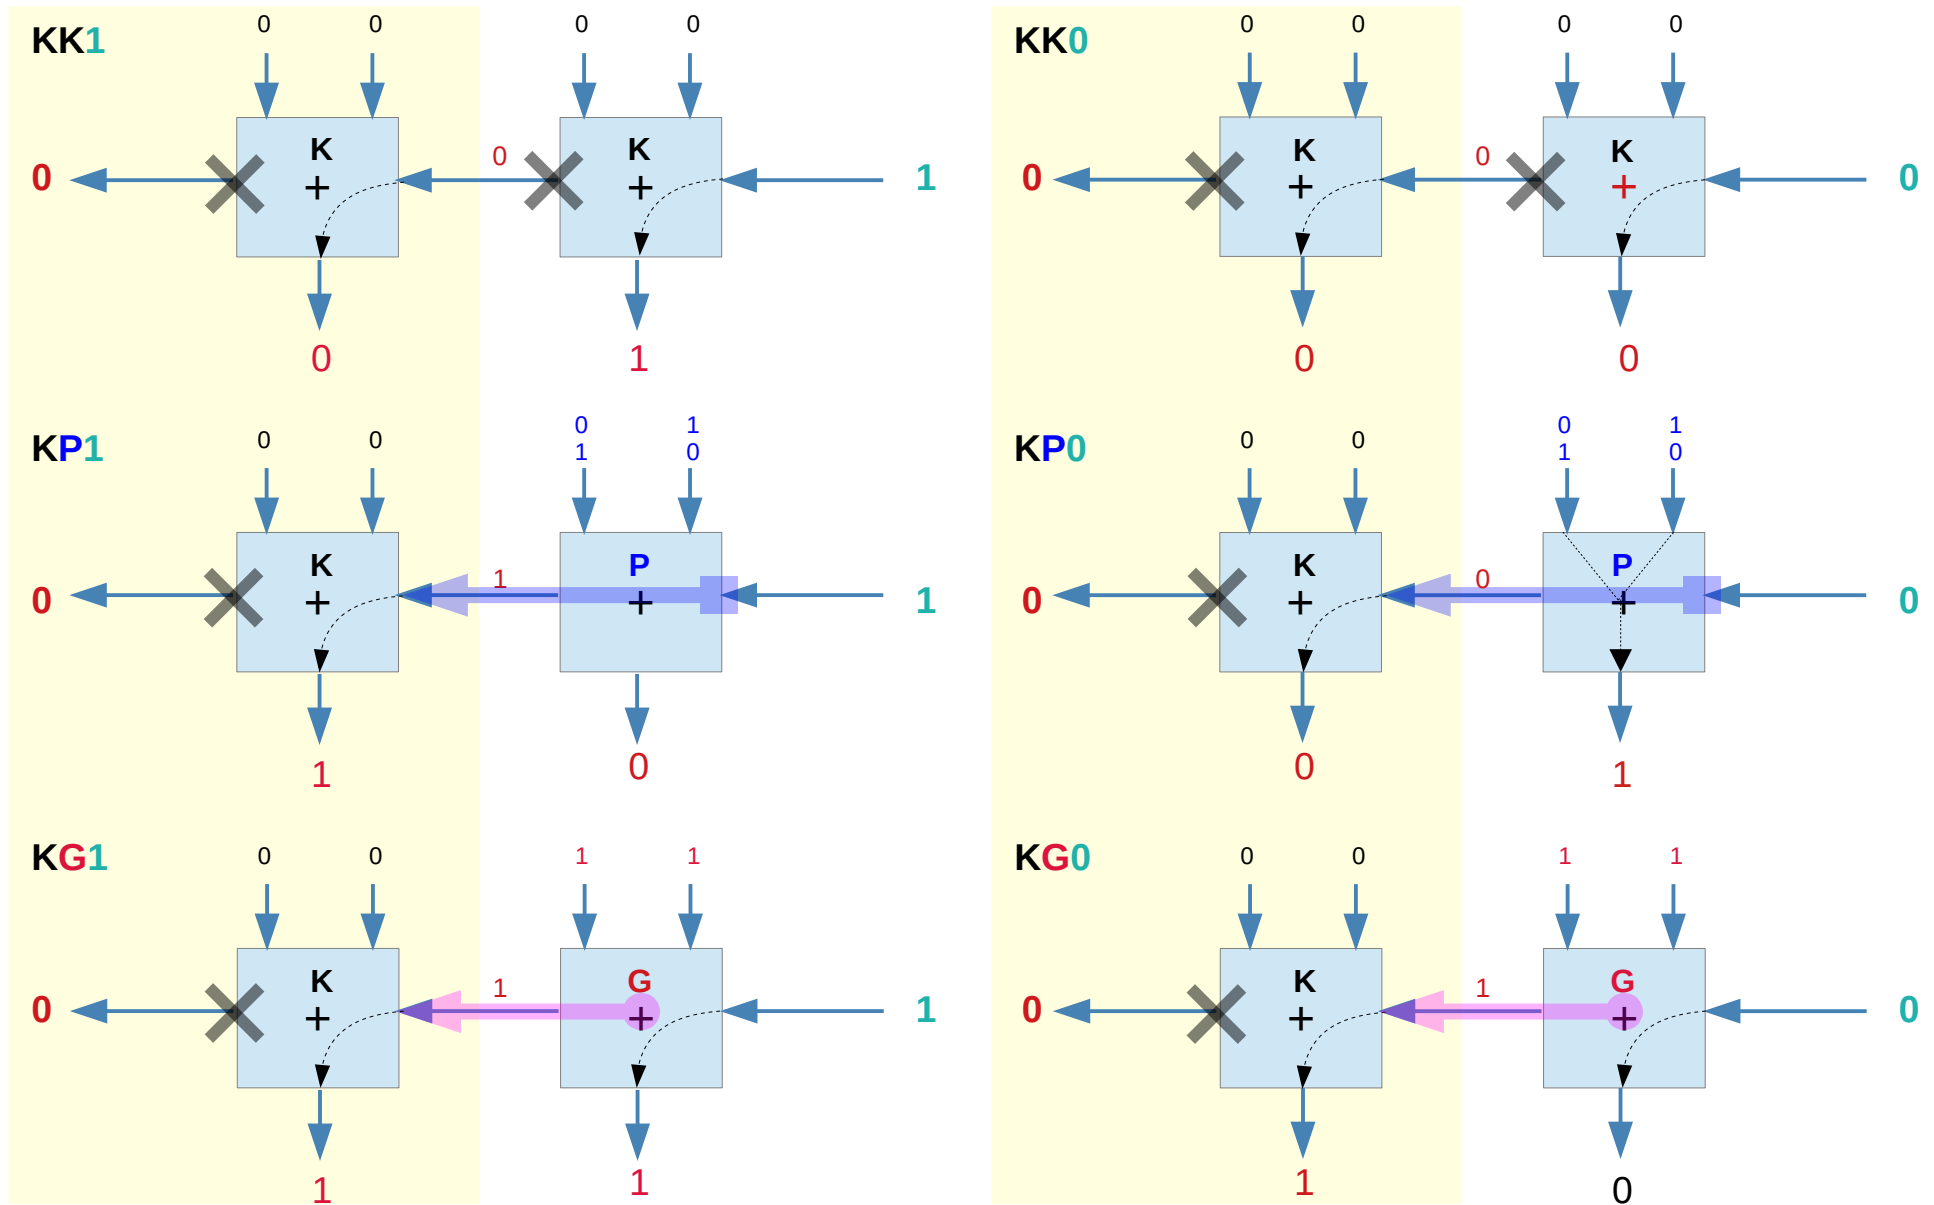 KK1 0 0 0 0
K K
0 + 0 + 1
0 1
KK0 0 0 0 0
K K
0 + 0 + 0
0 0
KP1 0 0 0 1
1 0
K P
0 + 1 + 1
1 0
KP0 0 0 0 1
1 0
K P
0 + 0 + 0
0 1
KG1 0 0 1 1
K G
0 + 1 + 1
1 1
KG0 0 0 1 1
K G
0 + 1 + 0
1 0